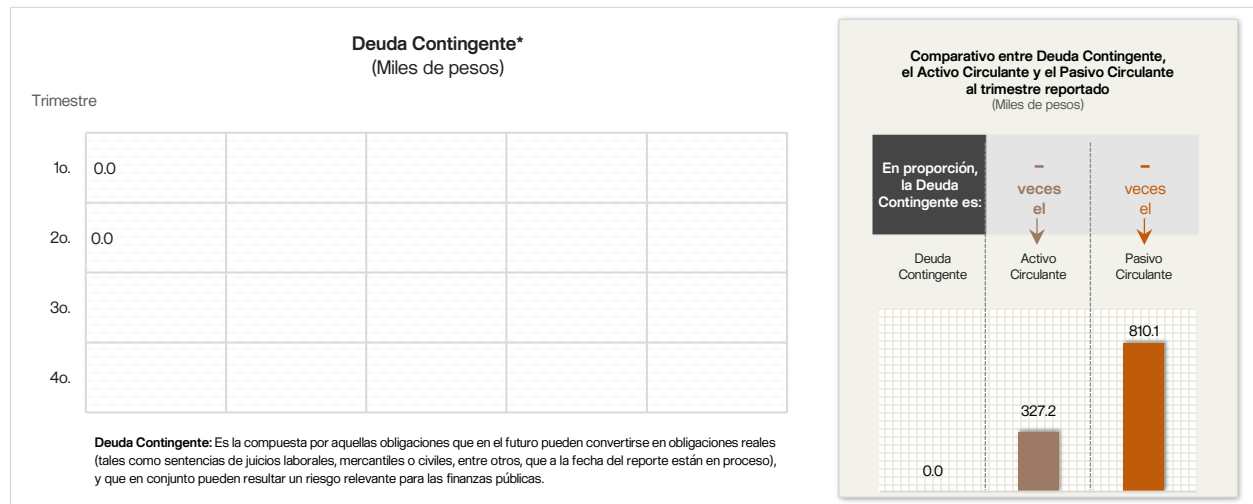 Deuda Contingente*
(Miles de pesos)
Trimestre
1o. 0.0
2o. 0.0
3o.
4o.
Deuda Contingente: Es la compuesta por aquellas obligaciones que en el futuro pueden convertirse en obligaciones reales
(tales como sentencias de juicios laborales, mercantiles o civiles, entre otros, que a la fecha del reporte están en proceso),
y que en conjunto pueden resultar un riesgo relevante para las finanzas públicas.
Comparativo entre Deuda Contingente,
el Activo Circulante y el Pasivo Circulante
al trimestre reportado
(Miles de pesos)
En proporción,
la Deuda
Contingente es:
–
veces
el
–
veces
el
Deuda
Contingente
Activo
Circulante
Pasivo
Circulante
0.0
327.2
810.1